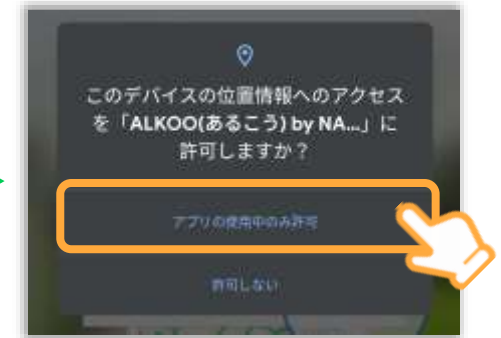 このデバイスの位置情報へのアクセス
を「ALKOO(あるこう) by NA...」に
許可しますか？
アプリの使用中のみ許可
許可しない